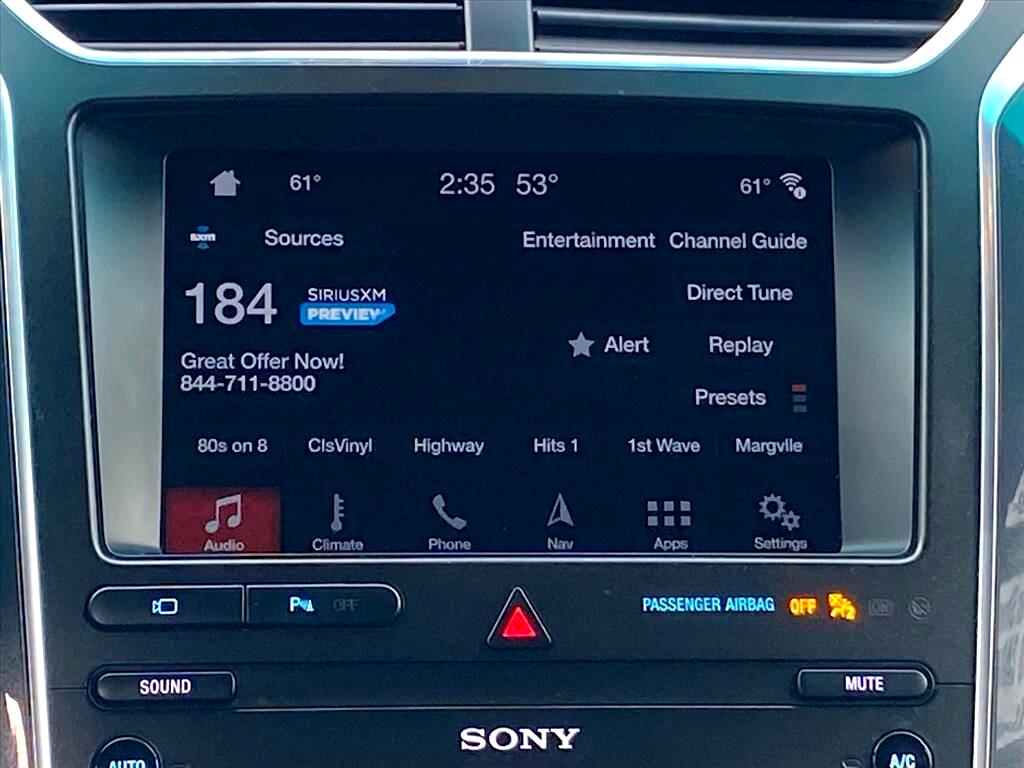 61° 2:35 53° 61°
sxm Sources Entertainment Channel Guide
184 SIRIUSXM PREVIEW Direct Tune
Great Offer Now!
844-711-8800
Alert Replay
Presets
80s on 8 ClsVinyl Highway Hits 1 1st Wave Margvlle
Audio Climate Phone Nav Apps Settings
P OFF PASSENGER AIRBAG OFF ON
SOUND MUTE
SONY
AUTO A/C